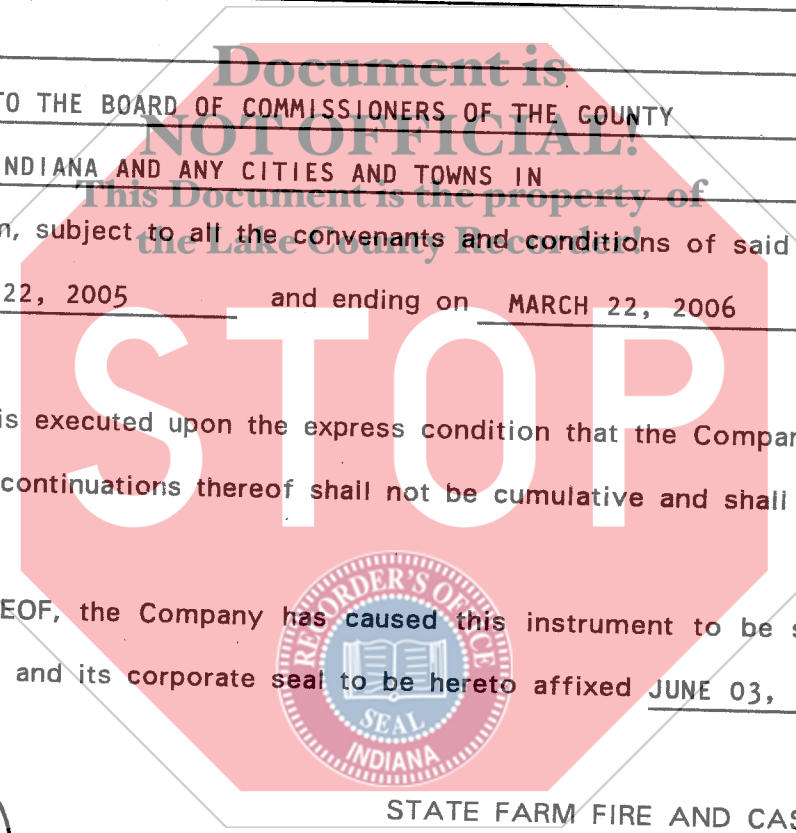 Document is
TO THE BOARD OF COMMISSIONERS OF THE COUNTY
NOT OFFICIAL!
NDIANA AND ANY CITIES AND TOWNS IN
This Document is the property of
n, subject to all the convenants and conditions of said
the Lake County Recorder!
22, 2005 and ending on MARCH 22, 2006
STOP
is executed upon the express condition that the Compan
continuations thereof shall not be cumulative and shall
EOF, the Company has caused this instrument to be s
and its corporate seal to be hereto affixed JUNE 03,
RECORDER'S OFFICE
SEAL
INDIANA
STATE FARM FIRE AND CAS